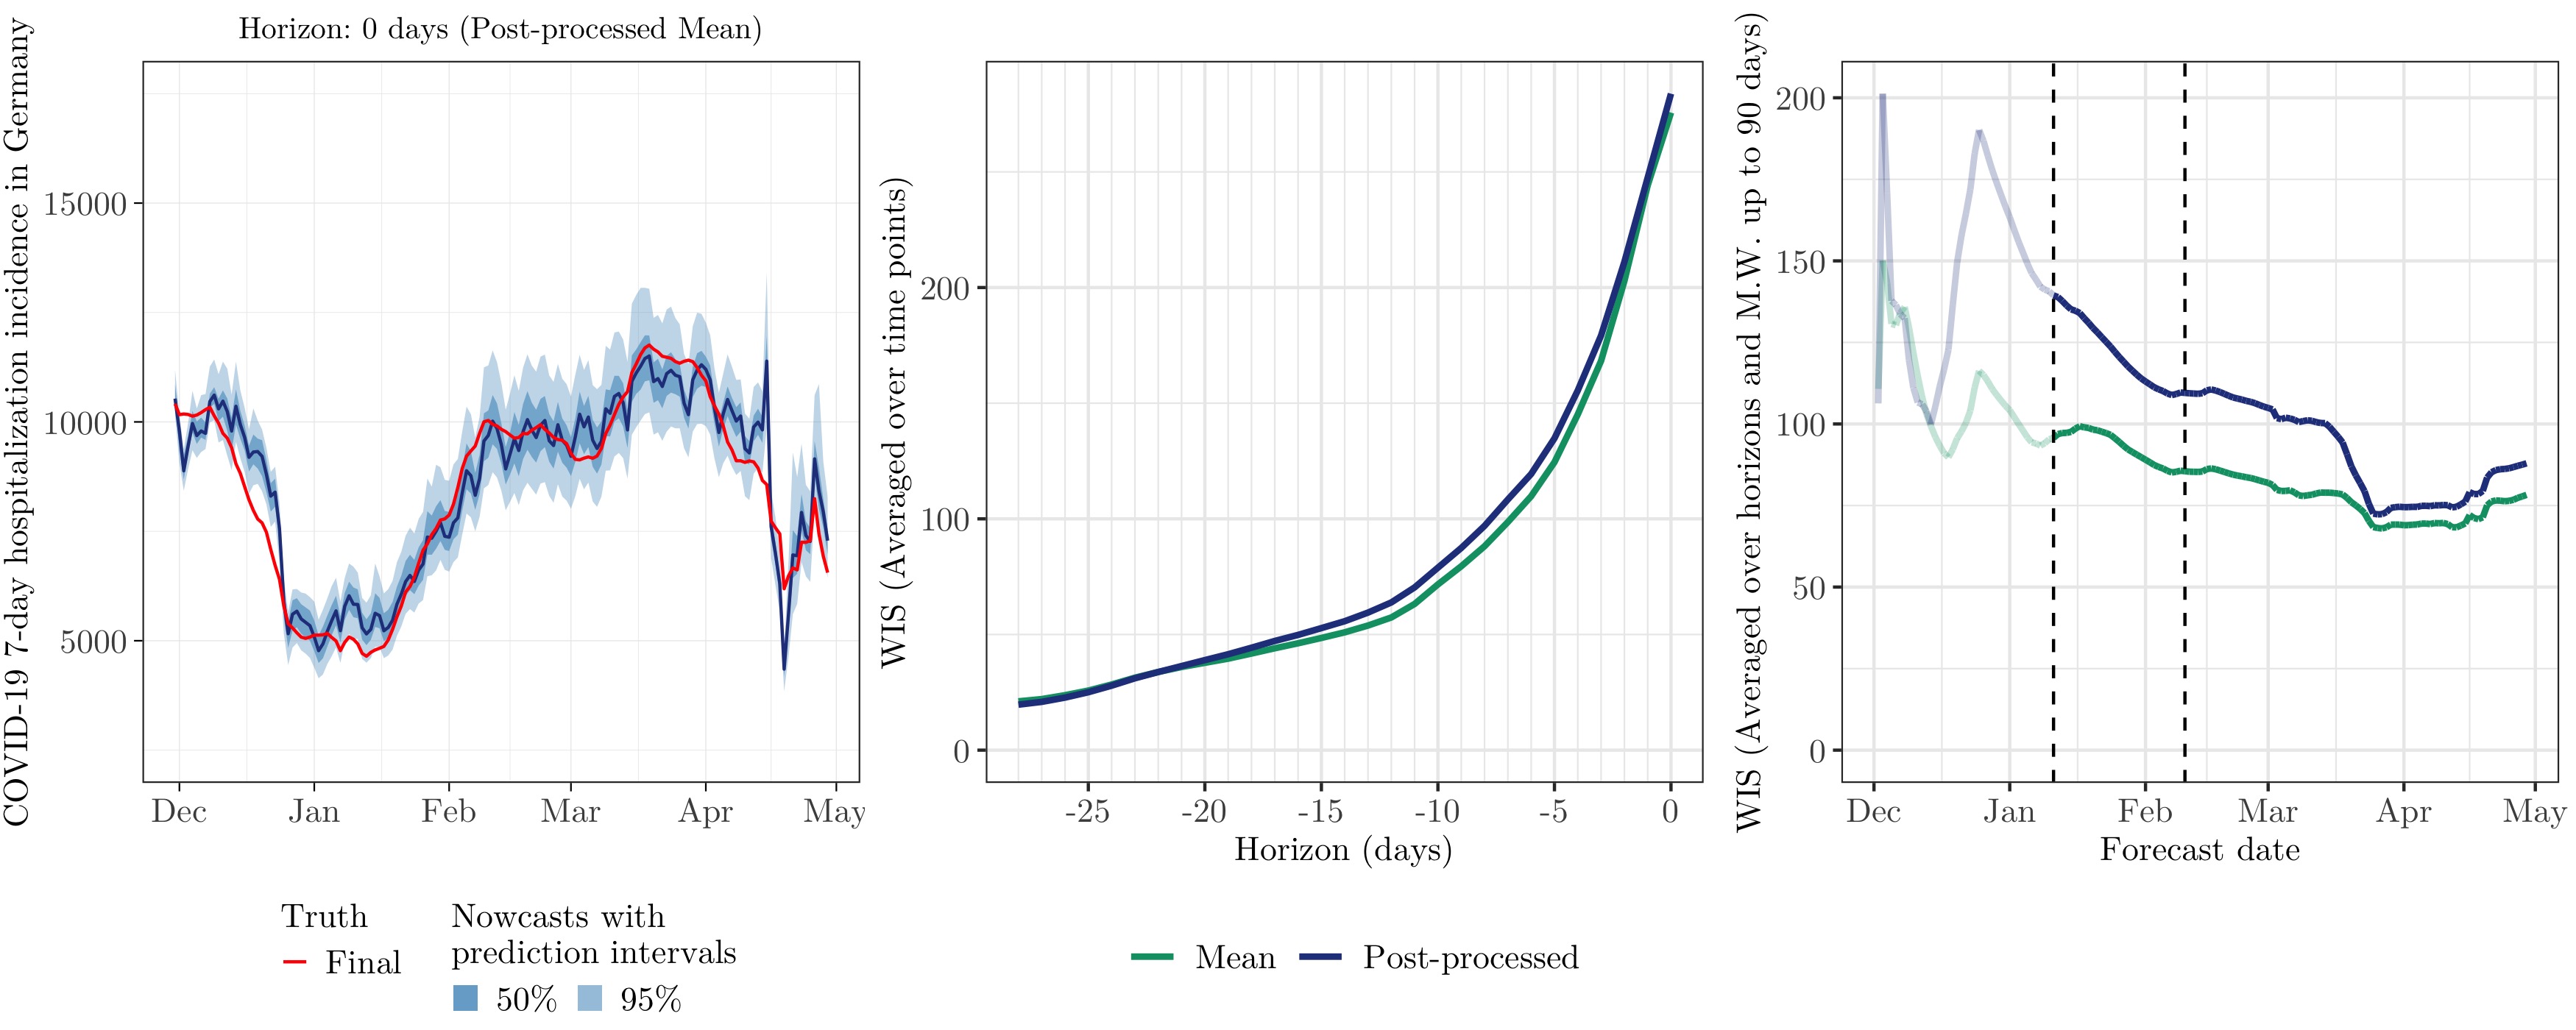 Horizon: 0 days (Post-processed Mean)
COVID-19 7-day hospitalization incidence in Germany
15000
10000
5000
Dec Jan Feb Mar Apr May
Truth
Final
Nowcasts with
prediction intervals
50% 95%
WIS (Averaged over time points)
200
100
0
-25 -20 -15 -10 -5 0
Horizon (days)
Mean Post-processed
WIS (Averaged over horizons and M.W. up to 90 days)
200
150
100
50
0
Dec Jan Feb Mar Apr May
Forecast date